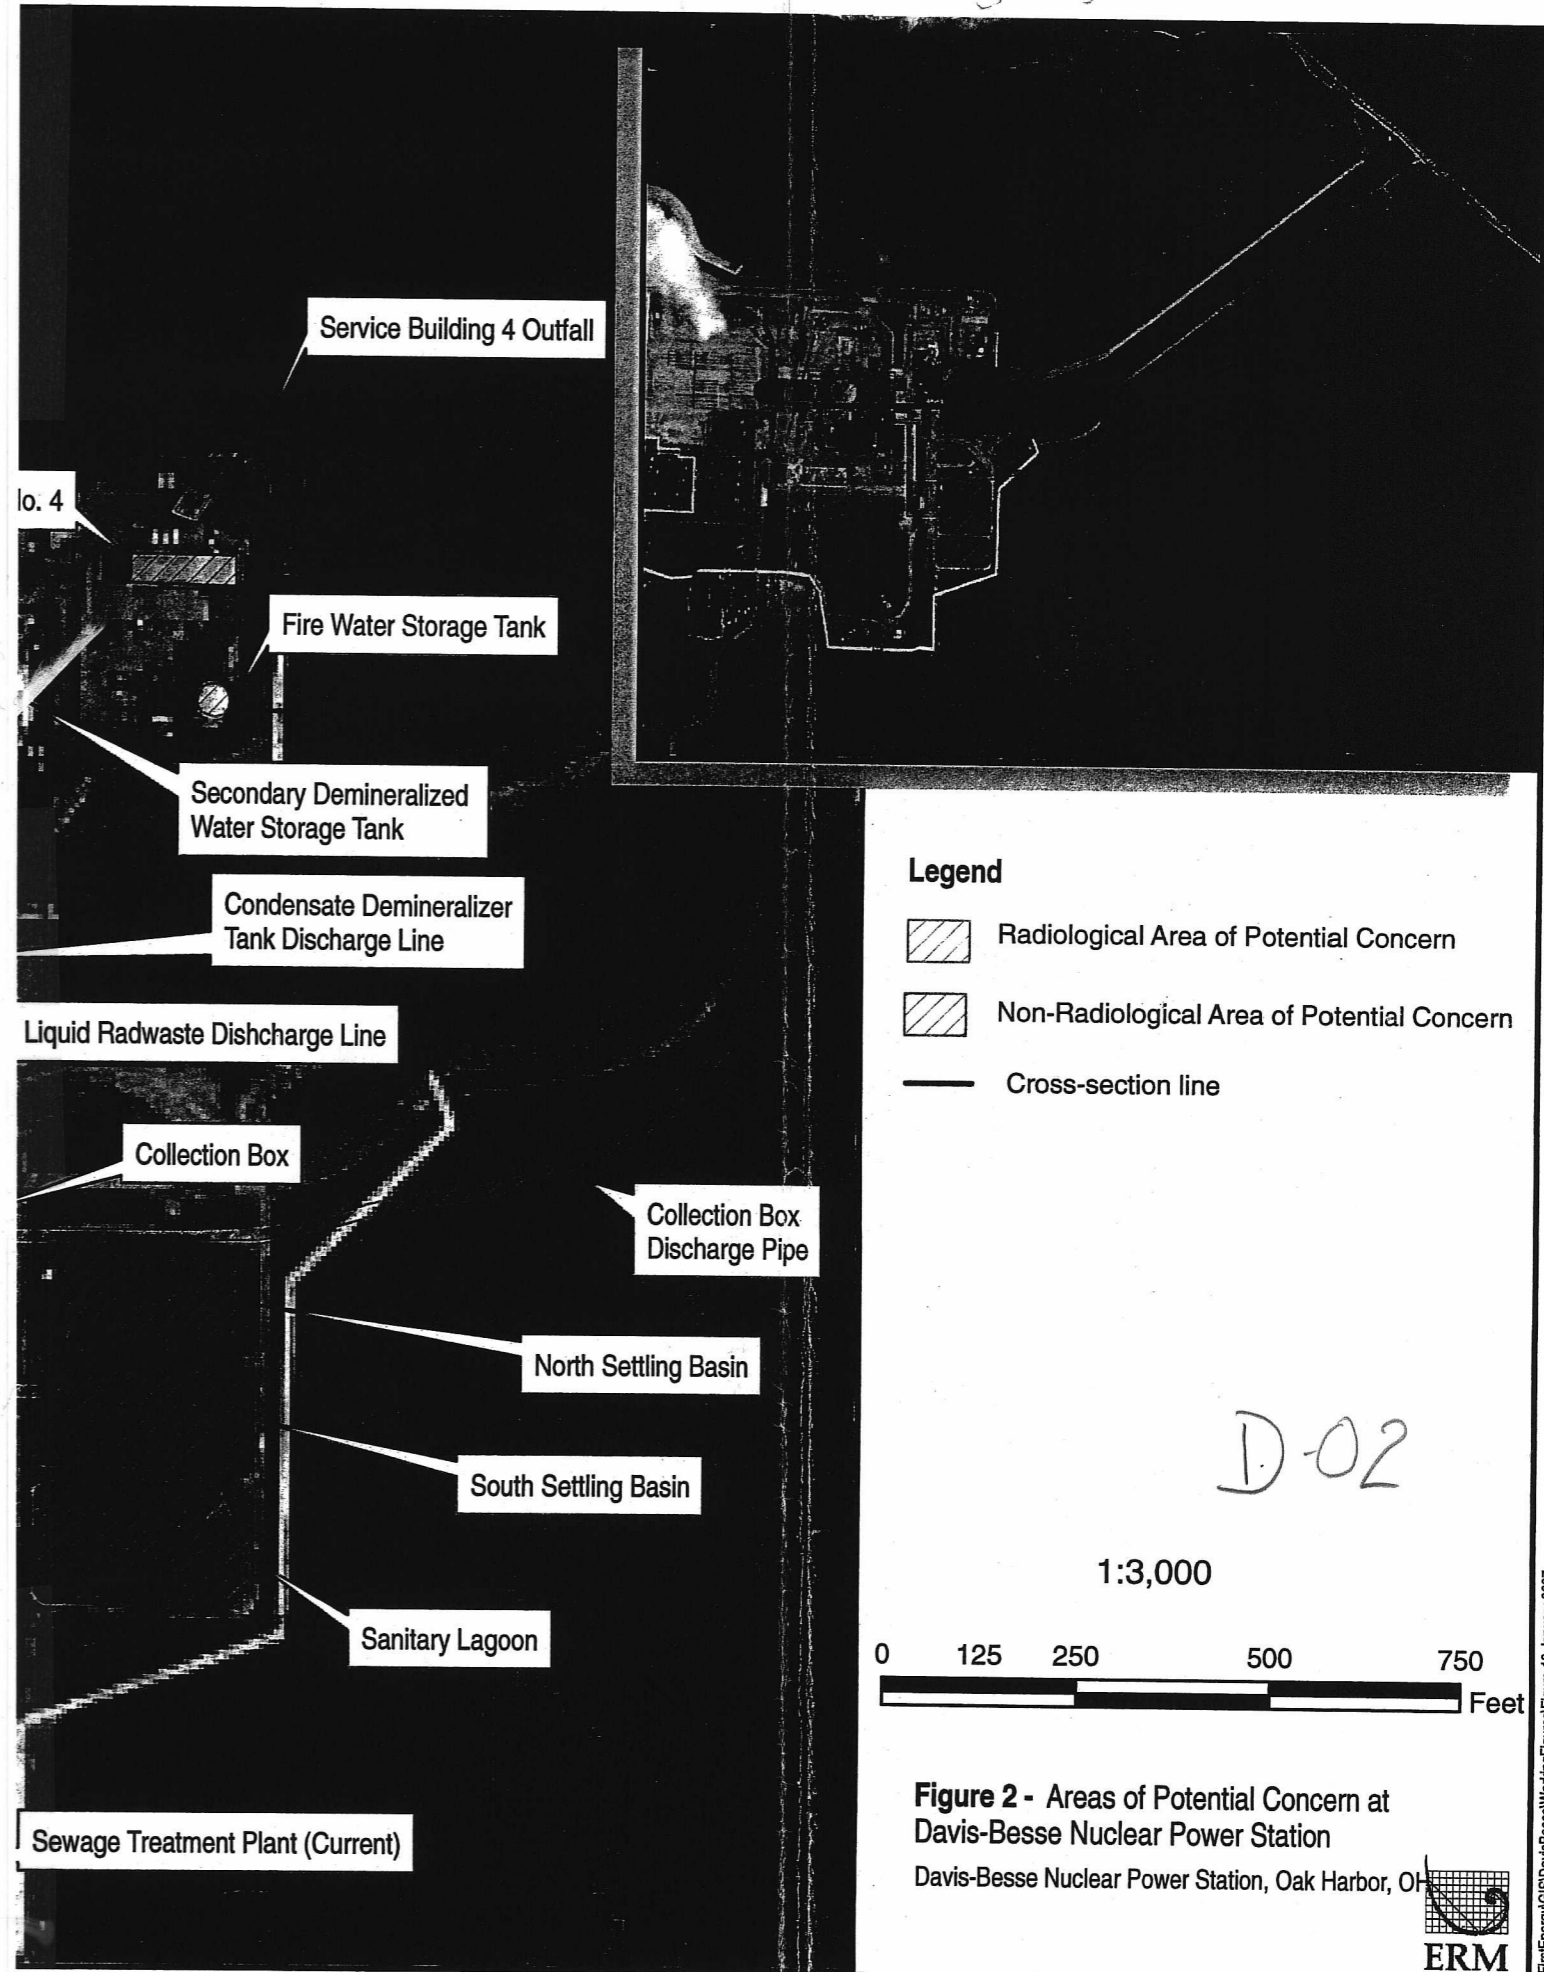 Service Building 4 Outfall
lo. 4
Fire Water Storage Tank
Secondary Demineralized
Water Storage Tank
Condensate Demineralizer
Tank Discharge Line
Liquid Radwaste Dishcharge Line
Collection Box
Collection Box
Discharge Pipe
North Settling Basin
South Settling Basin
Sanitary Lagoon
Sewage Treatment Plant (Current)
Legend
Radiological Area of Potential Concern
Non-Radiological Area of Potential Concern
Cross-section line
D-02
1:3,000
0 125 250 500 750
Feet
Figure 2 - Areas of Potential Concern at
Davis-Besse Nuclear Power Station
Davis-Besse Nuclear Power Station, Oak Harbor, OH
ERM